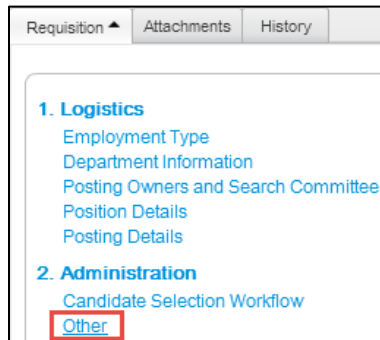 Requisition Attachments History
1. Logistics
Employment Type
Department Information
Posting Owners and Search Committee
Position Details
Posting Details
2. Administration
Candidate Selection Workflow
Other